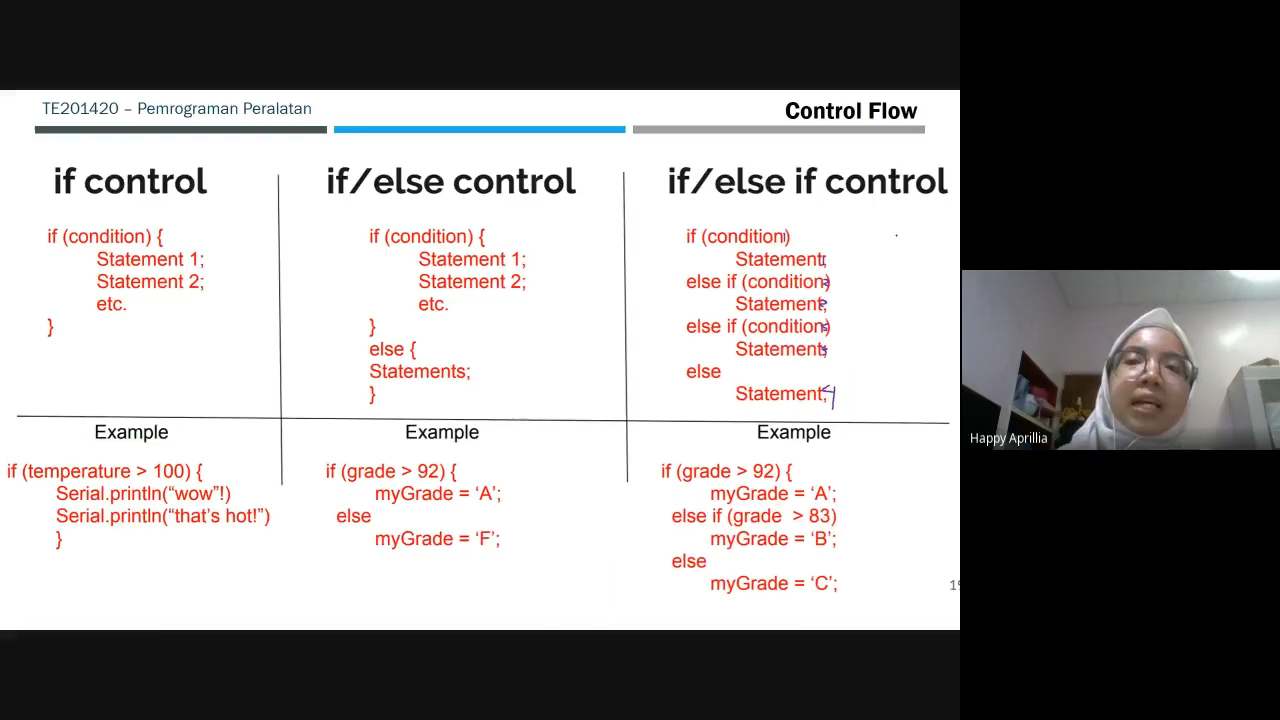 TE201420 – Pemrograman Peralatan
Control Flow
if control
if (condition) {
Statement 1;
Statement 2;
etc.
}
if/else control
if (condition) {
Statement 1;
Statement 2;
etc.
}
else {
Statements;
}
if/else if control
if (condition)
Statement;
else if (condition)
Statement;
else if (condition)
Statement;
else
Statement; 4
Example
if (temperature > 100) {
Serial.println(“wow”!)
Serial.println(“that’s hot!”)
}
Example
if (grade > 92) {
myGrade = ‘A’;
else
myGrade = ‘F’;
Example
if (grade > 92) {
myGrade = ‘A’;
else if (grade > 83)
myGrade = ‘B’;
else
myGrade = ‘C’;
Happy Aprillia